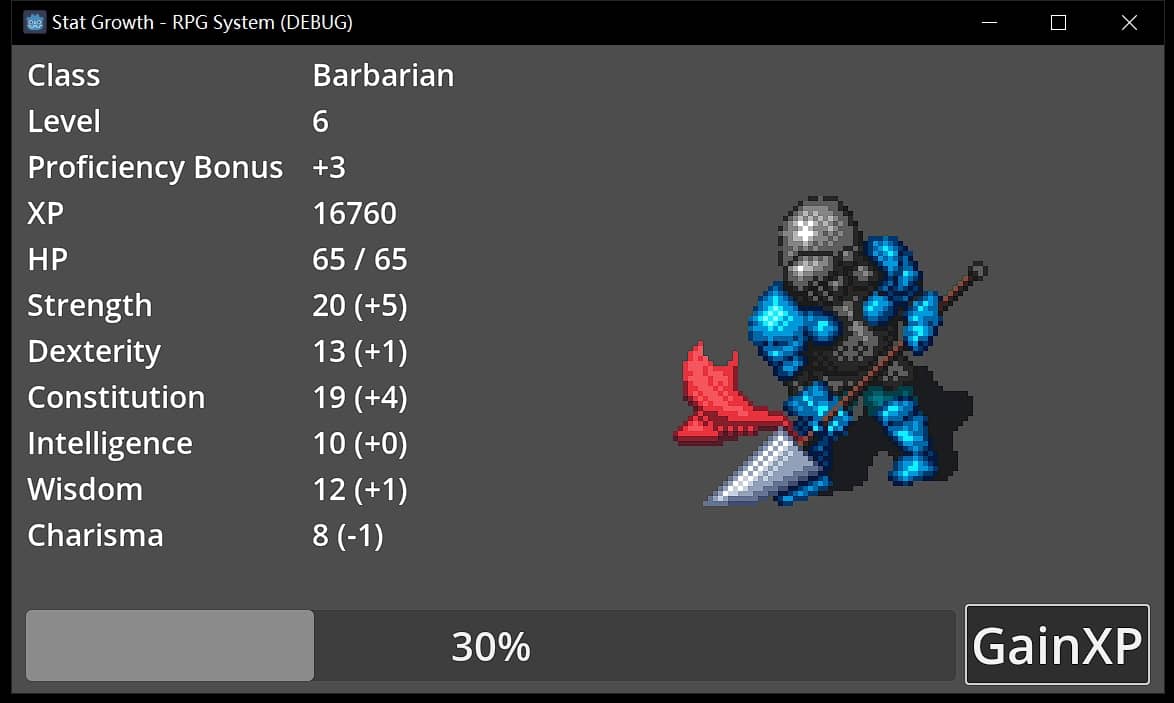 Stat Growth - RPG System (DEBUG)
Class Barbarian
Level 6
Proficiency Bonus +3
XP 16760
HP 65 / 65
Strength 20 (+5)
Dexterity 13 (+1)
Constitution 19 (+4)
Intelligence 10 (+0)
Wisdom 12 (+1)
Charisma 8 (-1)
30%
GainXP